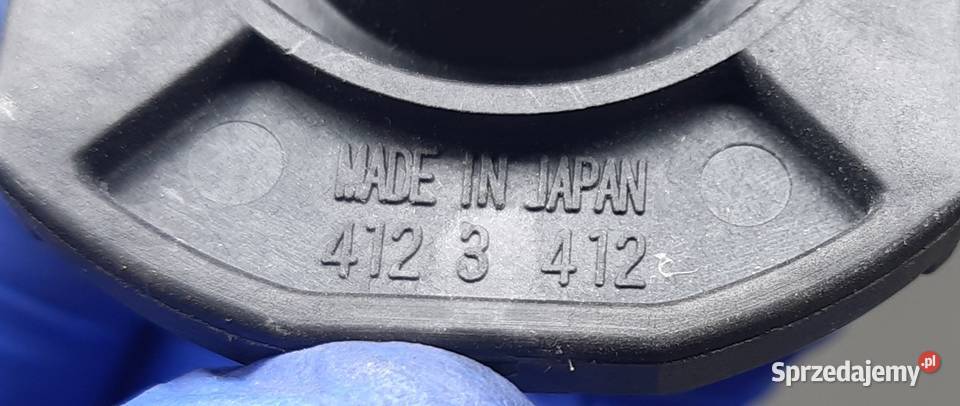 MADE IN JAPAN
412 3 412
Sprzedajemy.pl